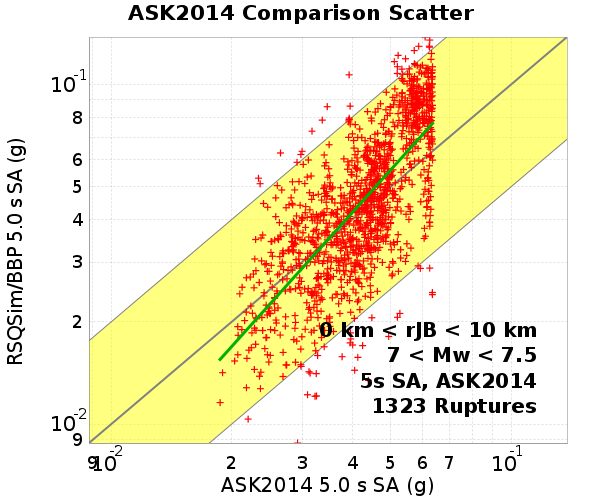 ASK2014 Comparison Scatter
RSQSim/BBP 5.0 s SA (g)
10⁻¹
8
6
5
4
3
2
10⁻²
9
0 km < rJB < 10 km
7 < Mw < 7.5
5s SA, ASK2014
1323 Ruptures
9 10⁻² 2 3 4 5 6 7 10⁻¹
ASK2014 5.0 s SA (g)